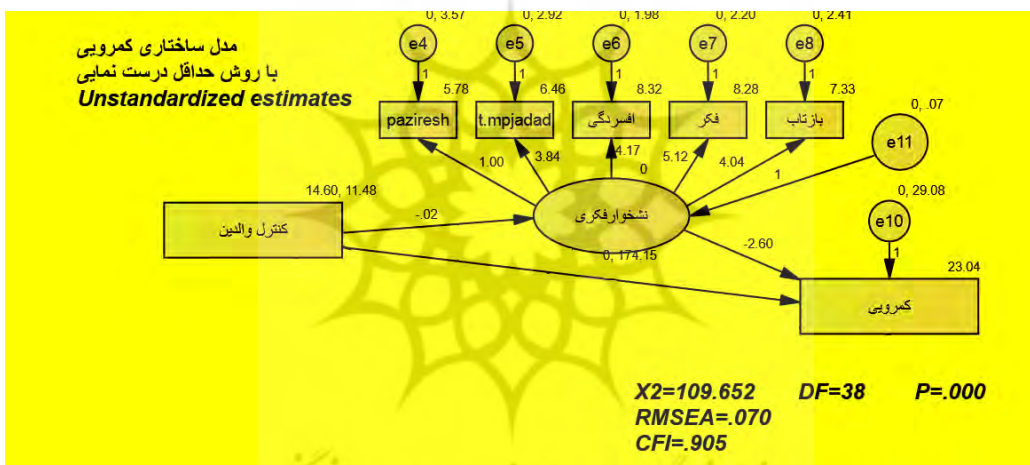 مدل ساختاری کمرویی
با روش حداقل درست نمایی
Unstandardized estimates
0, 3.57
0, 2.92
0, 1.98
0, 2.20
0, 2.41
e4
e5
e6
e7
e8
1
1
1
1
1
5.78
6.46
8.32
8.28
7.33
paziresh
t.mpjadad
افسردگی
فکر
بازتاب
0, .07
e11
1.00
3.84
4.17
5.12
4.04
0
1
14.60, 11.48
کنترل والدین
-.02
نشخوارفکری
0, 29.08
e10
1
0, 174.15
-2.60
23.04
کمرویی
X2=109.652 DF=38 P=.000
RMSEA=.070
CFI=.905